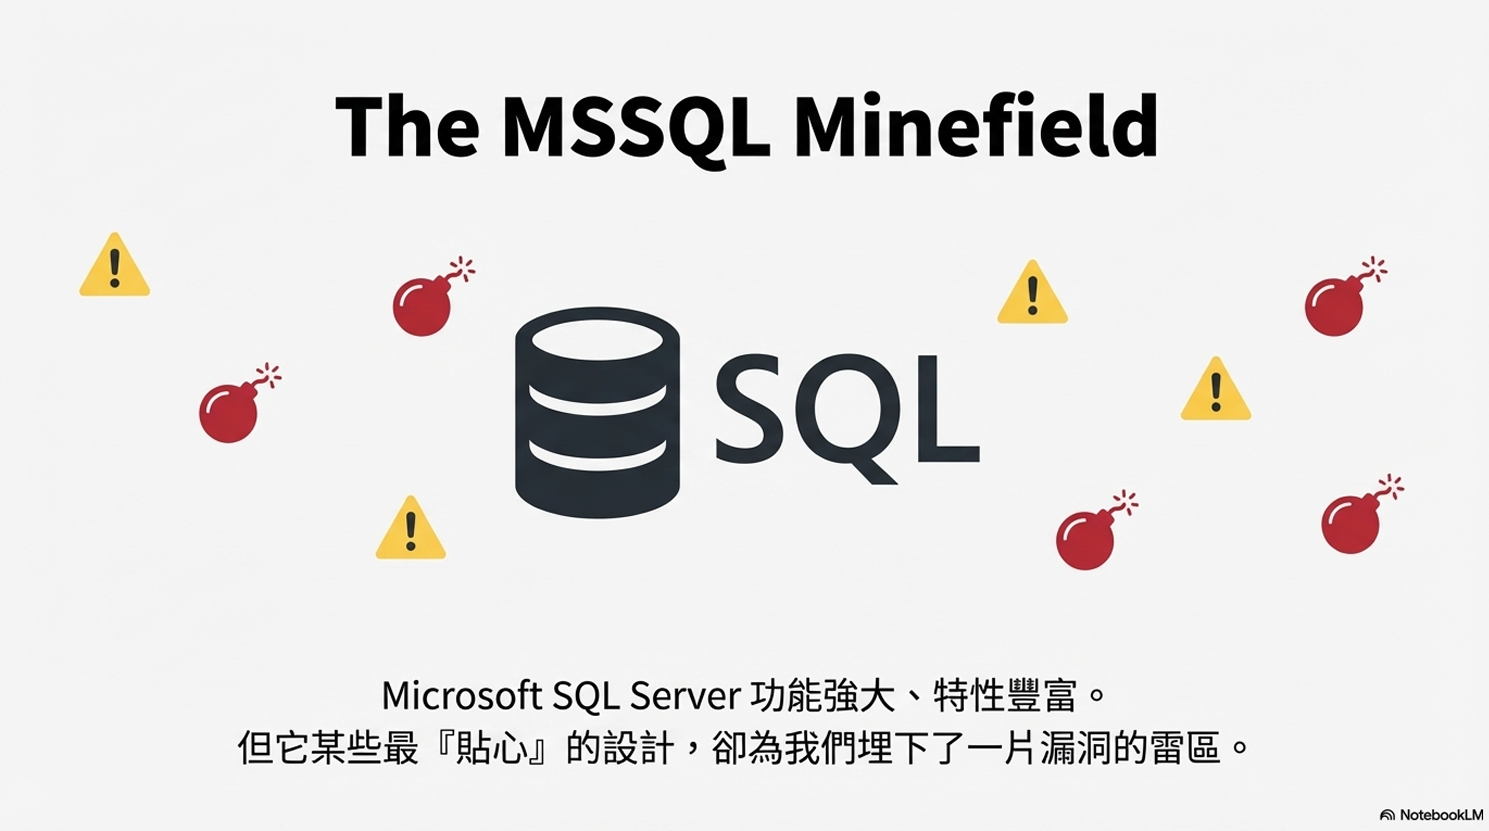 The MSSQL Minefield
SQL
Microsoft SQL Server 功能強大、特性豐富。
但它某些最『貼心』的設計，卻為我們埋下了一片漏洞的雷區。
NotebookLM